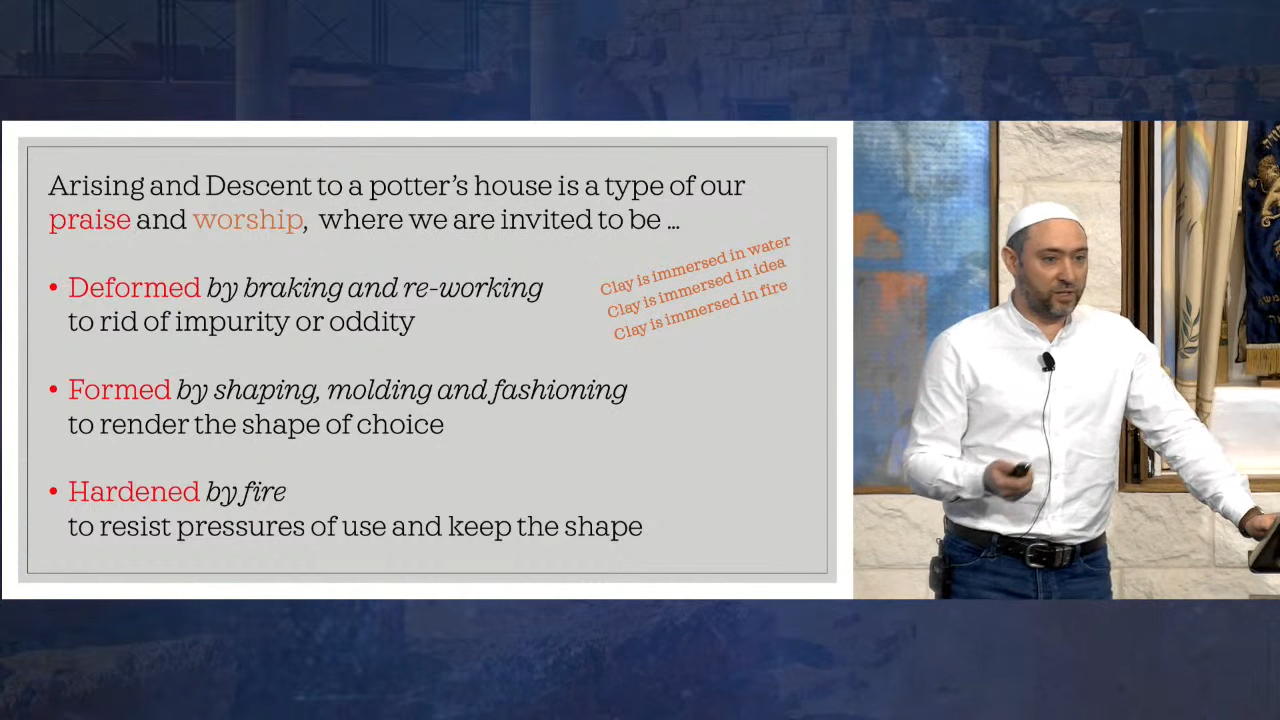 Arising and Descent to a potter's house is a type of our
praise and worship, where we are invited to be ...
• Deformed by braking and re-working
to rid of impurity or oddity
Clay is immersed in water
Clay is immersed in idea
Clay is immersed in fire
• Formed by shaping, molding and fashioning
to render the shape of choice
• Hardened by fire
to resist pressures of use and keep the shape